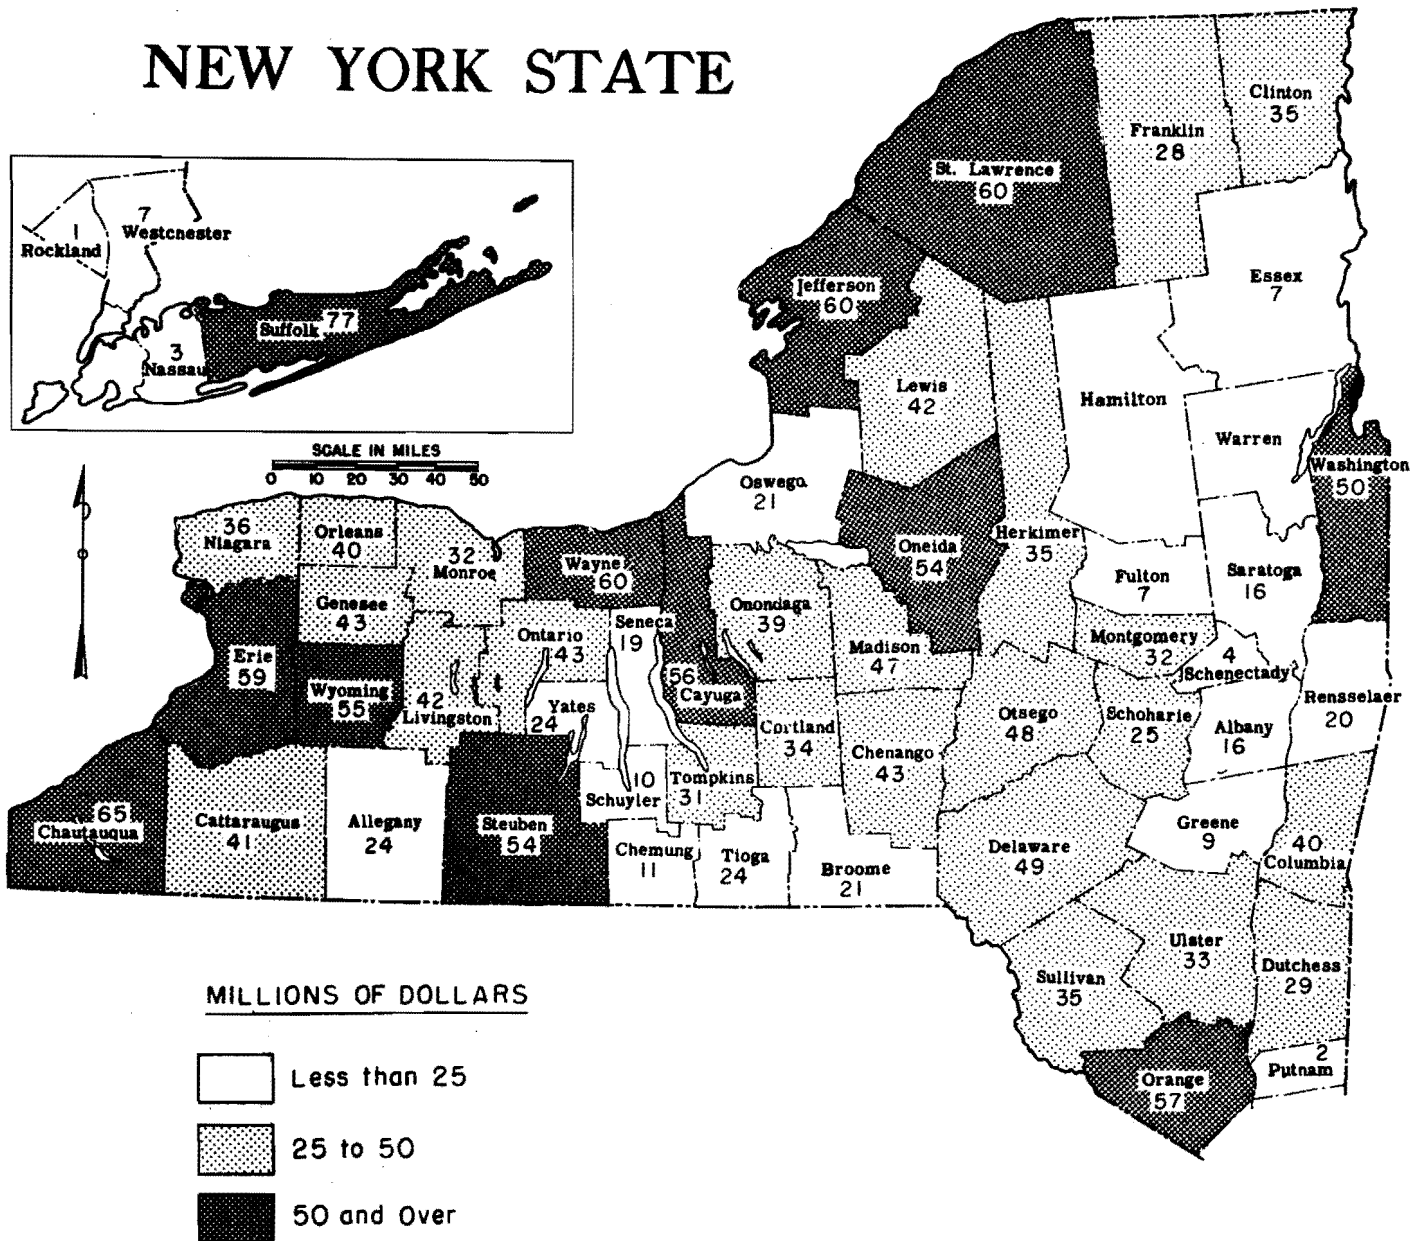 NEW YORK STATE
Clinton
35
Franklin
28
St. Lawrence
60
7
Westcnester
1
Rockland
Suffolk 77
3
Nassau
Essex
7
Jefferson
60
Lewis
42
Hamilton
Warren
Washington
50
SCALE IN MILES
0 10 20 30 40 50
Oswego.
21
36
Niagara
Orleans
40
32
Monroe
Wayne
60
Oneida
54
Herkimer
35
Fulton
7
Saratoga
16
Genesee
43
Seneca
19
Onondaga
39
Ontario
43
Madison
47
Montgomery
32
4
Schenectady
Erie
59
Wyoming
55
42
Livingston
56
Cayuga
Rensselaer
20
Yates
24
Cortland
34
Otsego
48
Schoharie
25
Albany
16
Chenango
43
10
Schuyler
Tompkins
31
65
Chautauqua
Cattaraugus
41
Allegany
24
Steuben
54
Chemung
11
Tioga
24
Broome
21
Delaware
49
Greene
9
40
Columbia
Ulster
33
Sullivan
35
Dutchess
29
2
Putnam
Orange
57
MILLIONS OF DOLLARS
Less than 25
25 to 50
50 and Over